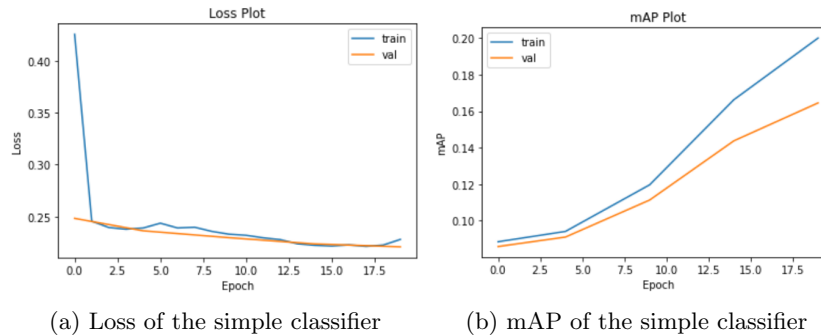 Loss Plot
train
val
0.40
0.35
0.30
0.25
Loss
0.0 2.5 5.0 7.5 10.0 12.5 15.0 17.5
Epoch
(a) Loss of the simple classifier
mAP Plot
train
val
0.20
0.18
0.16
0.14
0.12
0.10
mAP
0.0 2.5 5.0 7.5 10.0 12.5 15.0 17.5
Epoch
(b) mAP of the simple classifier